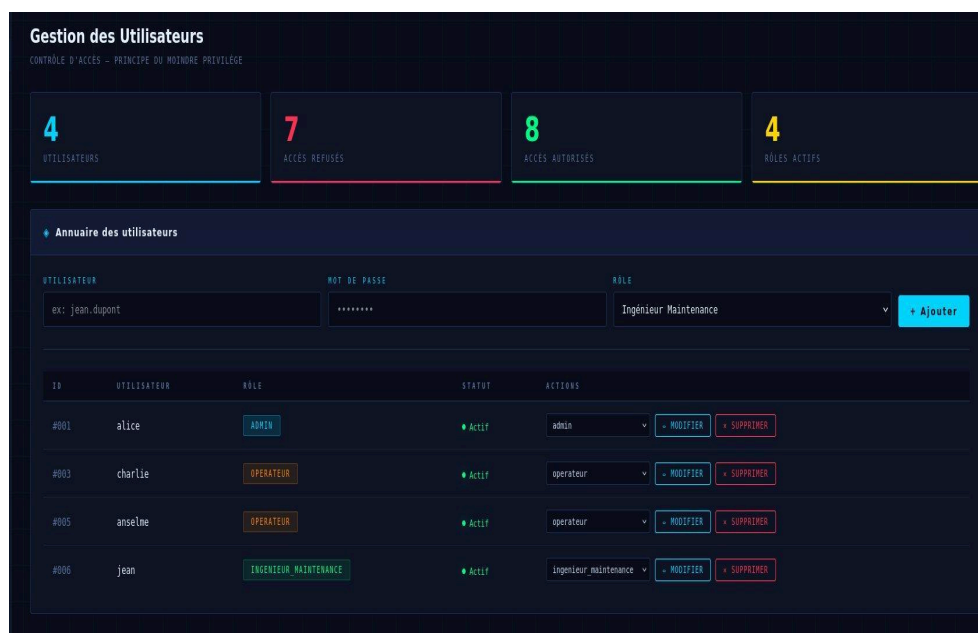 Gestion des Utilisateurs
CONTRÔLE D'ACCÈS — PRINCIPE DU MOINDRE PRIVILÈGE
4 7 8 4
UTILISATEURS ACCÈS REFUSÉS ACCÈS AUTORISÉS RÔLES ACTIFS
Annuaire des utilisateurs
UTILISATEUR MOT DE PASSE RÔLE
ex: jean.dupont •••••••• Ingénieur Maintenance + Ajouter
ID UTILISATEUR RÔLE STATUT ACTIONS
#001 alice ADMIN Actif admin MODIFIER SUPPRIMER
#003 charlie OPERATEUR Actif operateur MODIFIER SUPPRIMER
#005 anselme OPERATEUR Actif operateur MODIFIER SUPPRIMER
#006 jean INGENIEUR_MAINTENANCE Actif ingenieur_maintenance MODIFIER SUPPRIMER